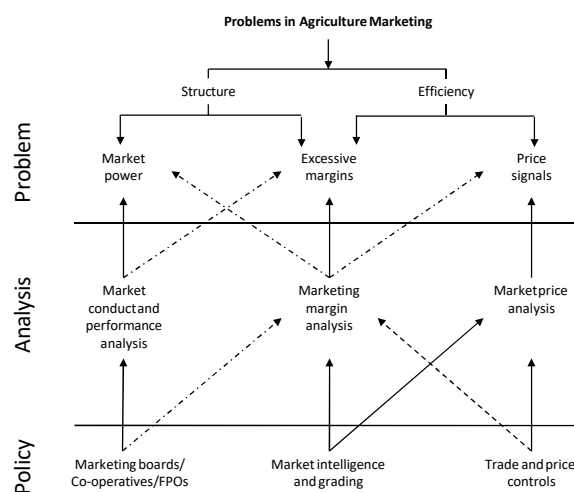 Problems in Agriculture Marketing
Structure
Efficiency
Problem
Market
power
Excessive
margins
Price
signals
Analysis
Market
conduct and
performance
analysis
Marketing
margin
analysis
Market price
analysis
Policy
Marketing boards/
Co-operatives/FPOs
Market intelligence
and grading
Trade and price
controls